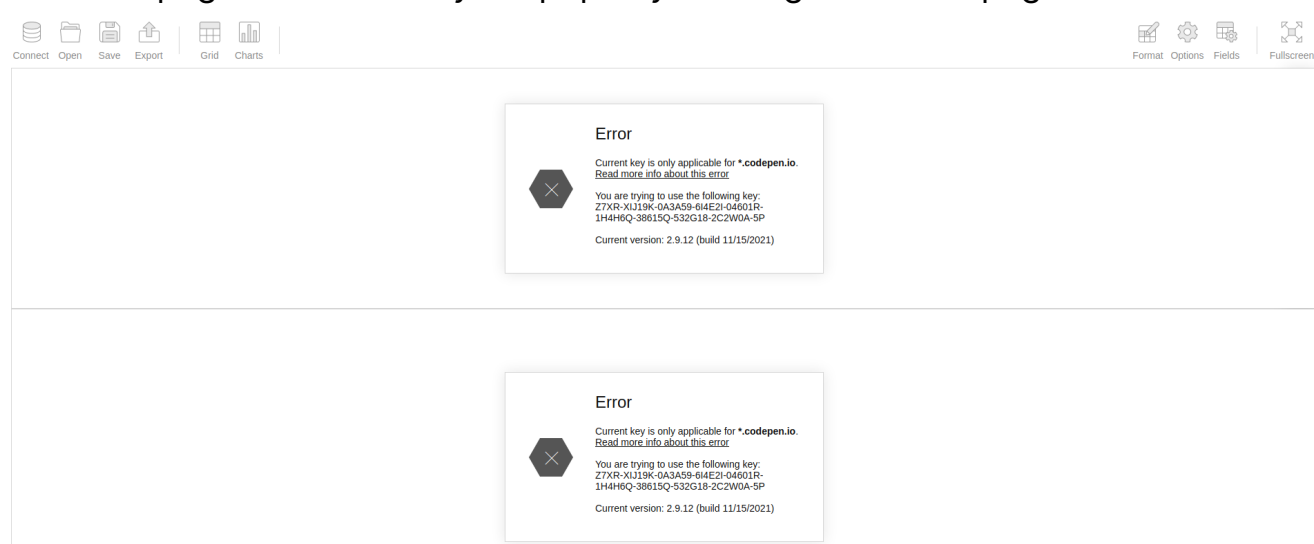 Connect Open Save Export Grid Charts Format Options Fields Fullscreen
Error
Current key is only applicable for *.codepen.io.
Read more info about this error
You are trying to use the following key:
Z7XR-XIJ19K-0A3A59-6I4E2I-04601R-
1H4H6Q-38615Q-532G18-2C2W0A-5P
Current version: 2.9.12 (build 11/15/2021)
Error
Current key is only applicable for *.codepen.io.
Read more info about this error
You are trying to use the following key:
Z7XR-XIJ19K-0A3A59-6I4E2I-04601R-
1H4H6Q-38615Q-532G18-2C2W0A-5P
Current version: 2.9.12 (build 11/15/2021)